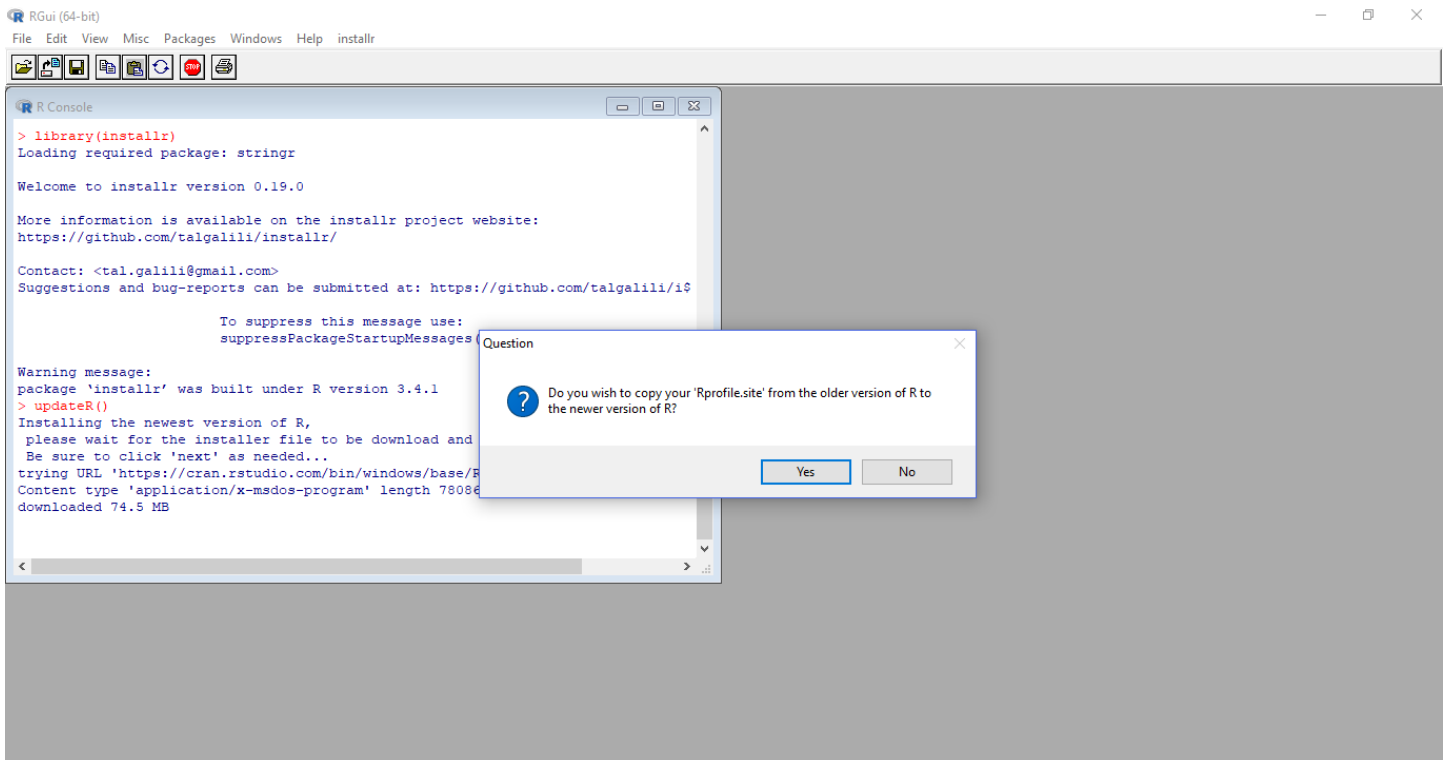 RGui (64-bit)
File Edit View Misc Packages Windows Help installr
STOP
R Console
> library(installr)
Loading required package: stringr
Welcome to installr version 0.19.0
More information is available on the installr project website:
https://github.com/talgalili/installr/
Contact: <tal.galili@gmail.com>
Suggestions and bug-reports can be submitted at: https://github.com/talgalili/i$
To suppress this message use:
suppressPackageStartupMessages(
Warning message:
package ‘installr’ was built under R version 3.4.1
> updateR()
Installing the newest version of R,
please wait for the installer file to be download and
Be sure to click 'next' as needed...
trying URL 'https://cran.rstudio.com/bin/windows/base/R
Content type 'application/x-msdos-program' length 78086
downloaded 74.5 MB
Question
Do you wish to copy your 'Rprofile.site' from the older version of R to
the newer version of R?
Yes No